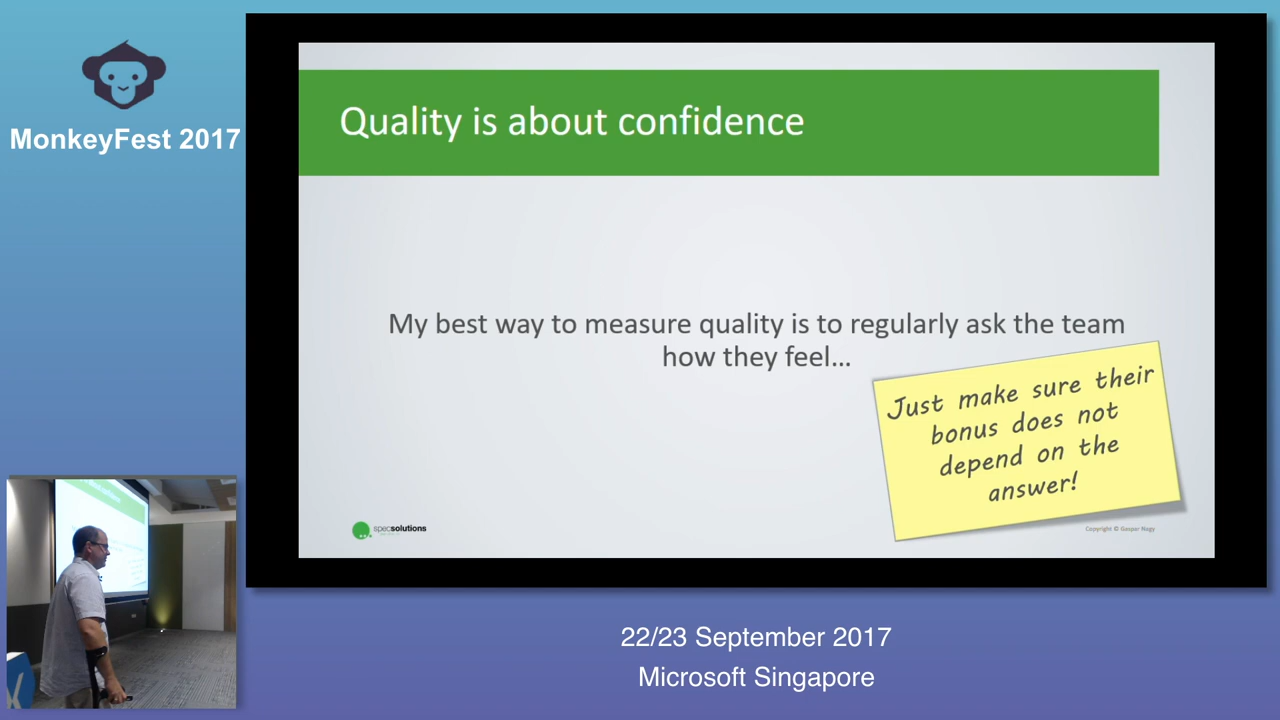 MonkeyFest 2017
Quality is about confidence
My best way to measure quality is to regularly ask the team
how they feel...
Just make sure their
bonus does not
depend on the
answer!
specsolutions
Copyright © Gaspar Nagy
22/23 September 2017
Microsoft Singapore